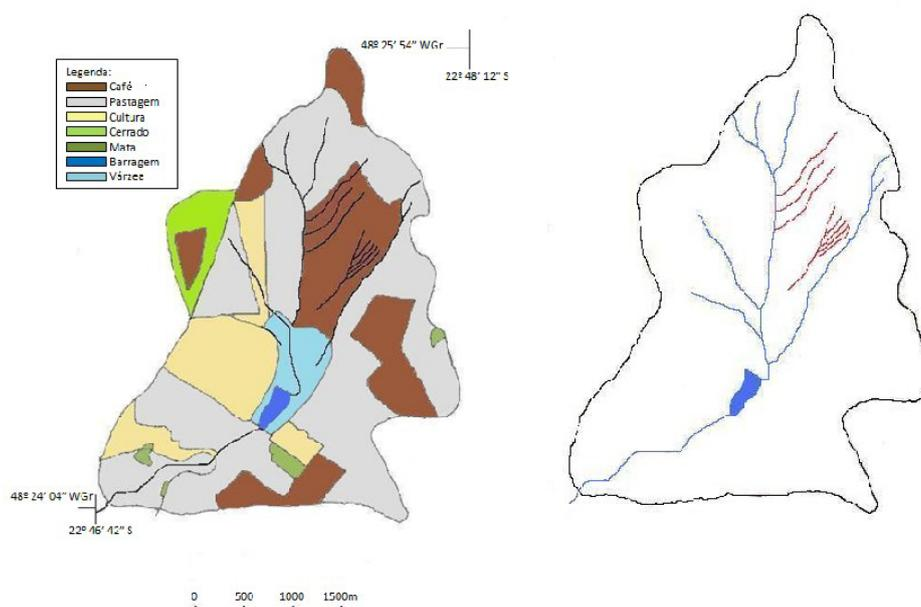 48º 25' 54" WGr
22º 48' 12" S
Legenda:
Café
Pastagem
Cultura
Cerrado
Mata
Barragem
Várzea
48º 24' 04" WGr
22º 46' 42" S
0 500 1000 1500m